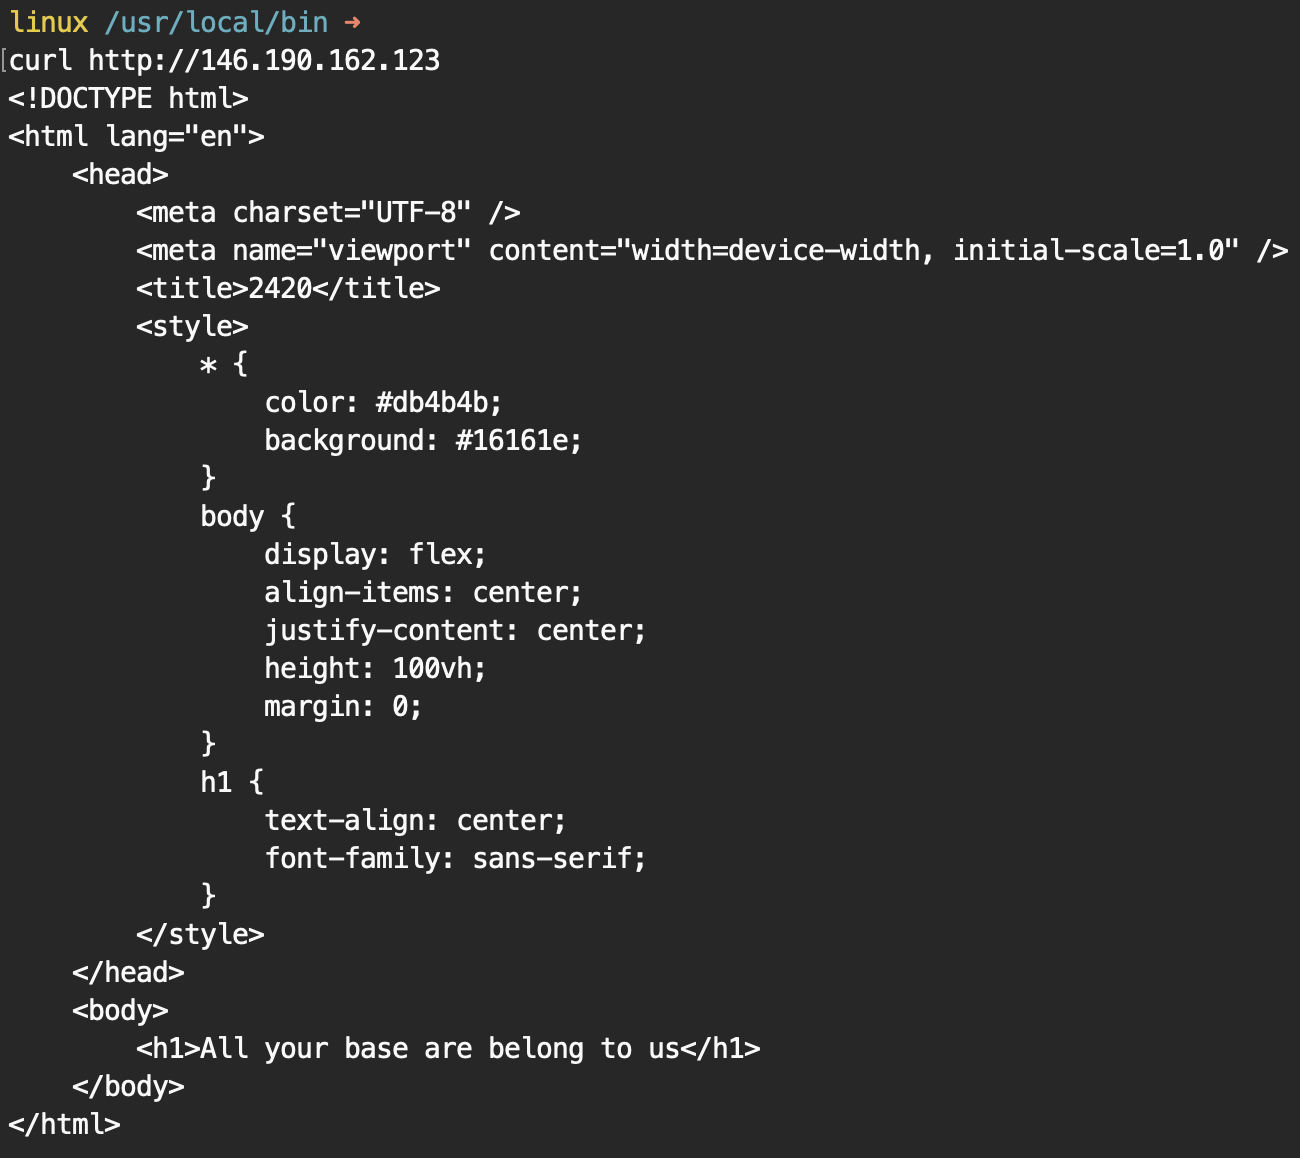 linux /usr/local/bin ➜
[curl http://146.190.162.123
<!DOCTYPE html>
<html lang="en">
    <head>
        <meta charset="UTF-8" />
        <meta name="viewport" content="width=device-width, initial-scale=1.0" />
        <title>2420</title>
        <style>
            * {
                color: #db4b4b;
                background: #16161e;
            }
            body {
                display: flex;
                align-items: center;
                justify-content: center;
                height: 100vh;
                margin: 0;
            }
            h1 {
                text-align: center;
                font-family: sans-serif;
            }
        </style>
    </head>
    <body>
        <h1>All your base are belong to us</h1>
    </body>
</html>